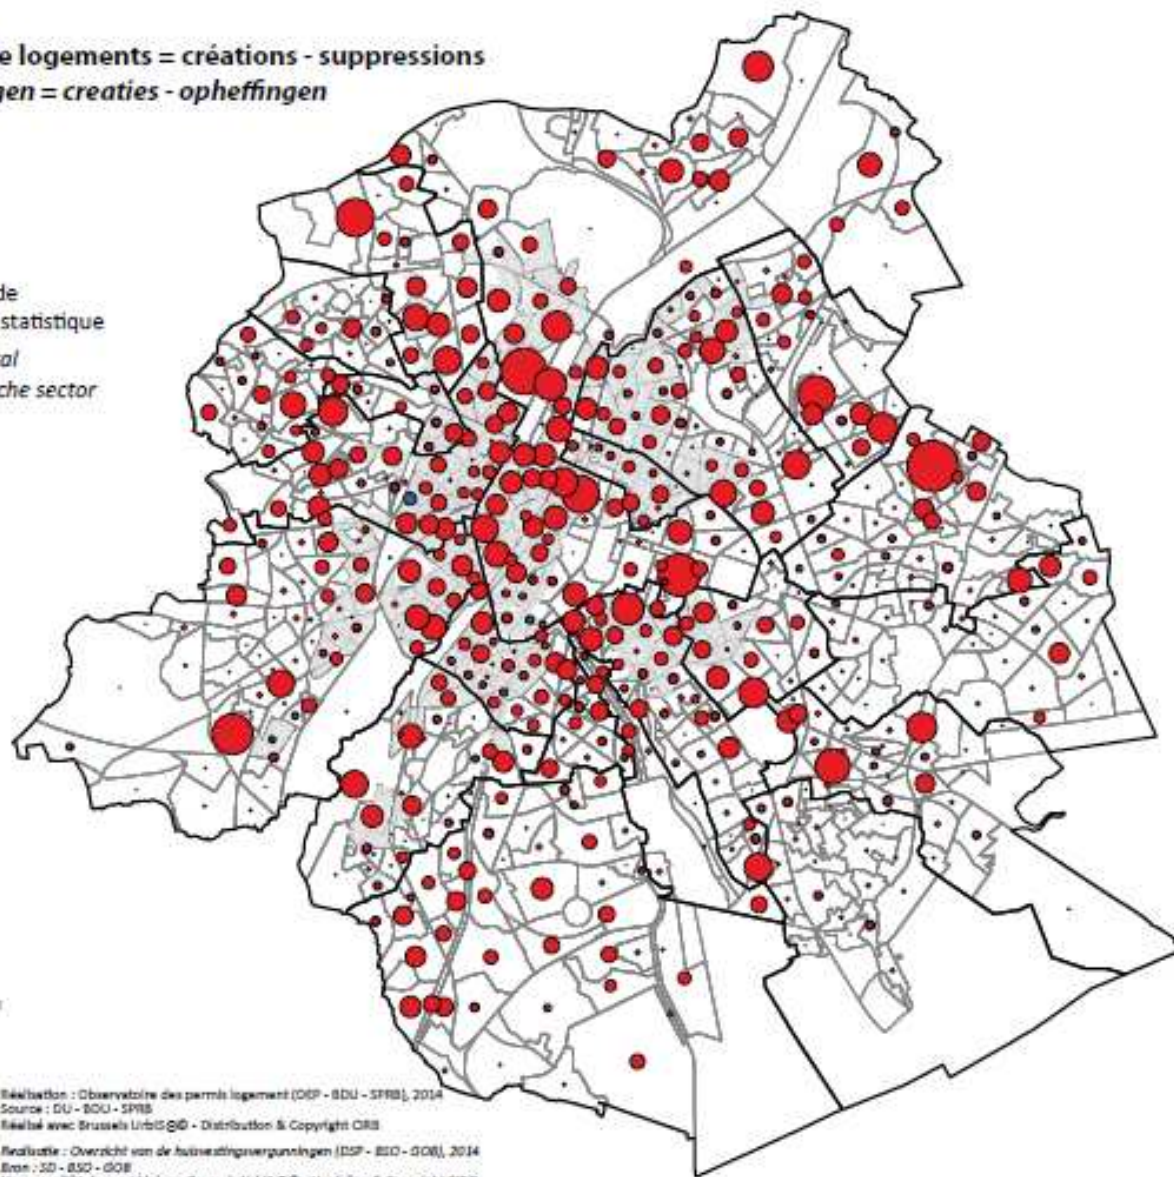 e logements = créations - suppressions
gen = creaties - opheffingen
de
statistique
al
che sector
Réalisation : Observatoire des permis logement (DEP - BDU - SPRB), 2014
Source : DU - BDU - SPRB
Réalisé avec Brussels UrbIS®© - Distribution & Copyright CIRB
Realisatie : Overzicht van de huisvestingsvergunningen (DSP - BSO - GOB), 2014
Bron : SD - BSO - GOB